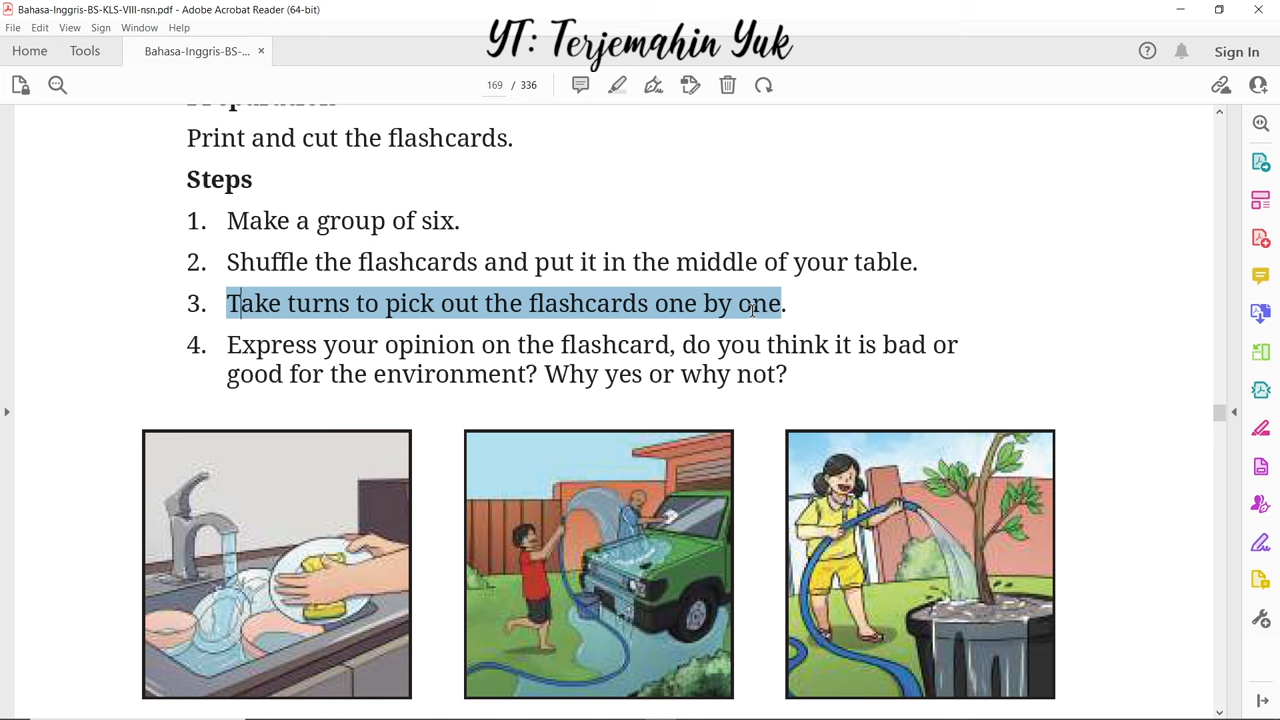 Bahasa-Inggris-BS-KLS-VIII-nsn.pdf - Adobe Acrobat Reader (64-bit)
File Edit View Sign Window Help
YT: Terjemahin Yuk
Home Tools Bahasa-Inggris-BS-... × Sign In
169 / 336
Preparation
Print and cut the flashcards.
Steps
1. Make a group of six.
2. Shuffle the flashcards and put it in the middle of your table.
3. Take turns to pick out the flashcards one by one.
4. Express your opinion on the flashcard, do you think it is bad or
good for the environment? Why yes or why not?